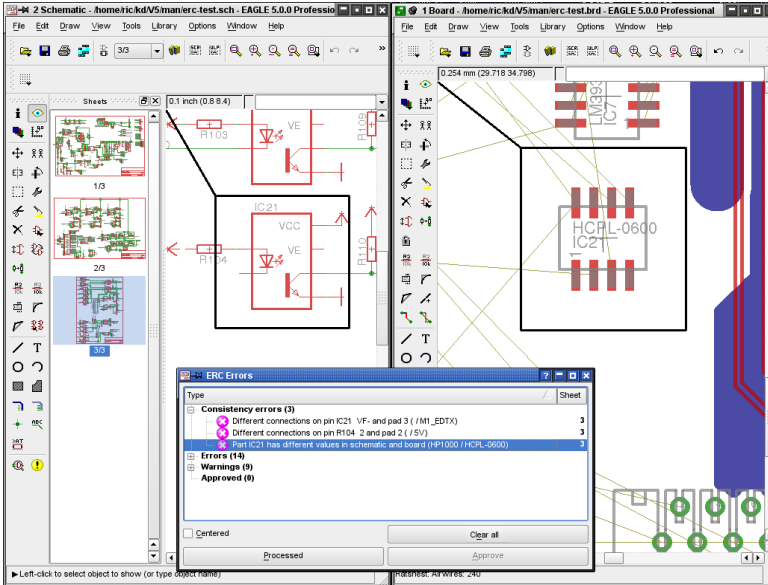 2 Schematic - /home/ric/kd/V5/man/erc-test.sch - EAGLE 5.0.0 Professio
File Edit Draw View Tools Library Options Window Help
3/3
Sheets
0.1 inch (0.8 8.4)
1/3
2/3
3/3
R103
VE
R109
IC21
VCC
VE
R104
R110
1 Board - /home/ric/kd/V5/man/erc-test.brd - EAGLE 5.0.0 Professional
File Edit Draw View Tools Library Options Window Help
0.254 mm (29.718 34.798)
LM393
IC7
HCPL-0600
IC21
1
ERC Errors
Type
Sheet
Consistency errors (3)
Different connections on pin IC21 VF- and pad 3 ( / M1_EDTX) 3
Different connections on pin R104 2 and pad 2 ( / 5V) 3
Part IC21 has different values in schematic and board (HP1000 / HCPL-0600) 3
Errors (14)
Warnings (9)
Approved (0)
Centered
Clear all
Processed
Approve
Left-click to select object to show (or type object name)
Ratsnest: Airwires: 240